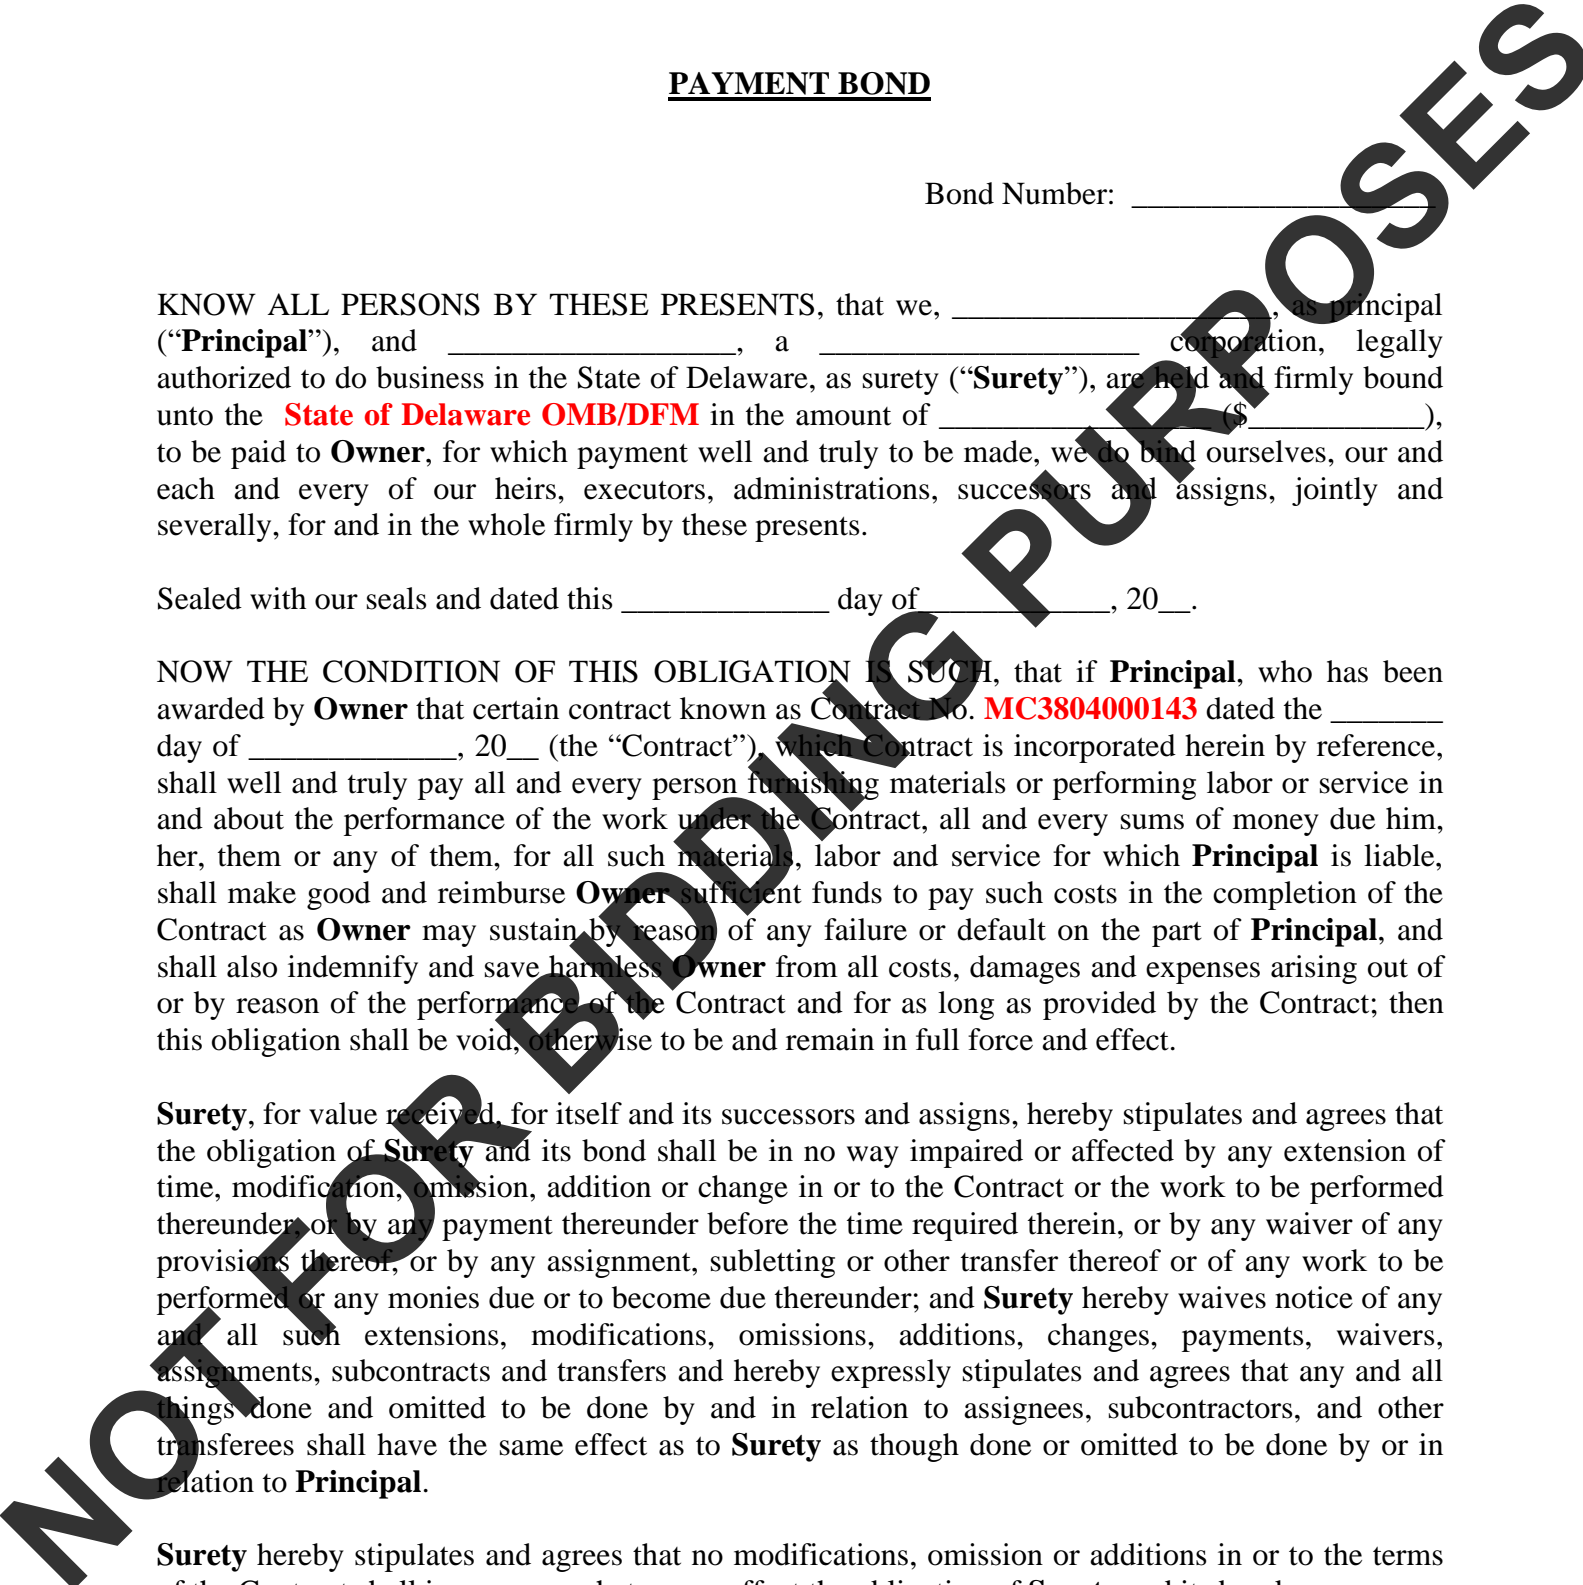 PAYMENT BOND
Bond Number: ___________________
KNOW ALL PERSONS BY THESE PRESENTS, that we, ____________________, as principal
(“Principal”), and __________________, a ____________________ corporation, legally
authorized to do business in the State of Delaware, as surety (“Surety”), are held and firmly bound
unto the State of Delaware OMB/DFM in the amount of _________________ ($___________),
to be paid to Owner, for which payment well and truly to be made, we do bind ourselves, our and
each and every of our heirs, executors, administrations, successors and assigns, jointly and
severally, for and in the whole firmly by these presents.
Sealed with our seals and dated this _____________ day of____________, 20__.
NOW THE CONDITION OF THIS OBLIGATION IS SUCH, that if Principal, who has been
awarded by Owner that certain contract known as Contract No. MC3804000143 dated the _______
day of _____________, 20__ (the “Contract”), which Contract is incorporated herein by reference,
shall well and truly pay all and every person furnishing materials or performing labor or service in
and about the performance of the work under the Contract, all and every sums of money due him,
her, them or any of them, for all such materials, labor and service for which Principal is liable,
shall make good and reimburse Owner sufficient funds to pay such costs in the completion of the
Contract as Owner may sustain by reason of any failure or default on the part of Principal, and
shall also indemnify and save harmless Owner from all costs, damages and expenses arising out of
or by reason of the performance of the Contract and for as long as provided by the Contract; then
this obligation shall be void, otherwise to be and remain in full force and effect.
Surety, for value received, for itself and its successors and assigns, hereby stipulates and agrees that
the obligation of Surety and its bond shall be in no way impaired or affected by any extension of
time, modification, omission, addition or change in or to the Contract or the work to be performed
thereunder, or by any payment thereunder before the time required therein, or by any waiver of any
provisions thereof, or by any assignment, subletting or other transfer thereof or of any work to be
performed or any monies due or to become due thereunder; and Surety hereby waives notice of any
and all such extensions, modifications, omissions, additions, changes, payments, waivers,
assignments, subcontracts and transfers and hereby expressly stipulates and agrees that any and all
things done and omitted to be done by and in relation to assignees, subcontractors, and other
transferees shall have the same effect as to Surety as though done or omitted to be done by or in
relation to Principal.
Surety hereby stipulates and agrees that no modifications, omission or additions in or to the terms
NOT FOR BIDDING PURPOSES